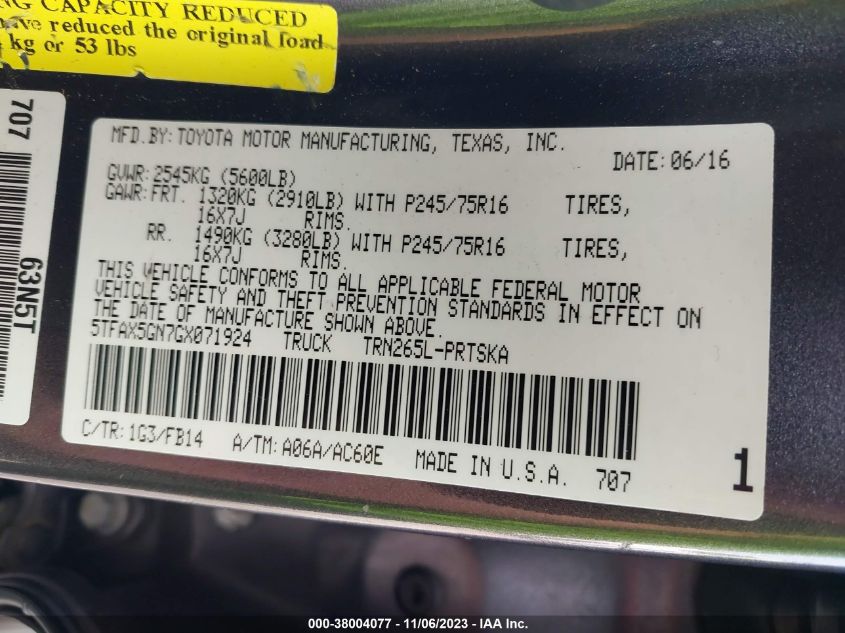 NG CAPACITY REDUCED
ave reduced the original load
kg or 53 lbs
707
63N5T
MFD.BY:TOYOTA MOTOR MANUFACTURING, TEXAS, INC.
DATE:06/16
GVWR:2545KG (5600LB)
GAWR:FRT. 1320KG (2910LB) WITH P245/75R16 TIRES,
16X7J RIMS.
RR. 1490KG (3280LB) WITH P245/75R16 TIRES,
16X7J RIMS.
THIS VEHICLE CONFORMS TO ALL APPLICABLE FEDERAL MOTOR
VEHICLE SAFETY AND THEFT PREVENTION STANDARDS IN EFFECT ON
THE DATE OF MANUFACTURE SHOWN ABOVE.
5TFAX5GN7GX071924 TRUCK TRN265L-PRTSKA
C/TR:1G3/FB14 A/TM:A06A/AC60E MADE IN U.S.A. 707
1
000-38004077 - 11/06/2023 - IAA Inc.